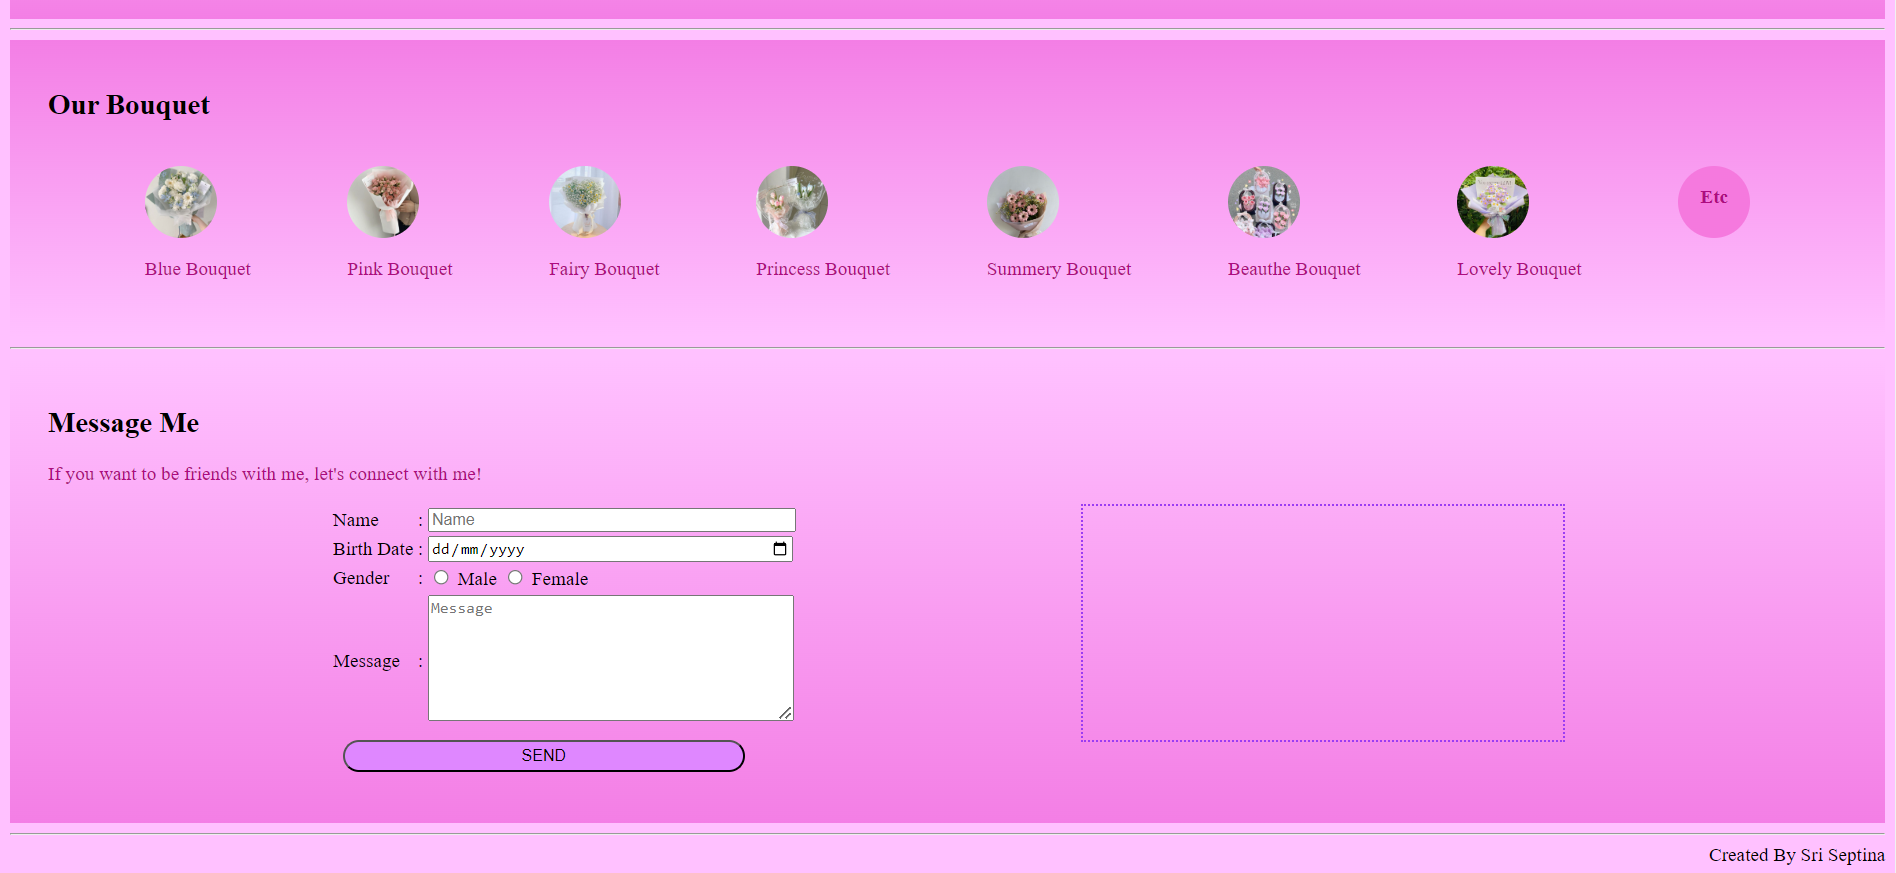 Our Bouquet
Etc
Blue Bouquet
Pink Bouquet
Fairy Bouquet
Princess Bouquet
Summery Bouquet
Beauthe Bouquet
Lovely Bouquet
Message Me
If you want to be friends with me, let's connect with me!
Name : Name
Birth Date : dd/mm/yyyy
Gender : Male Female
Message : Message
SEND
Created By Sri Septina